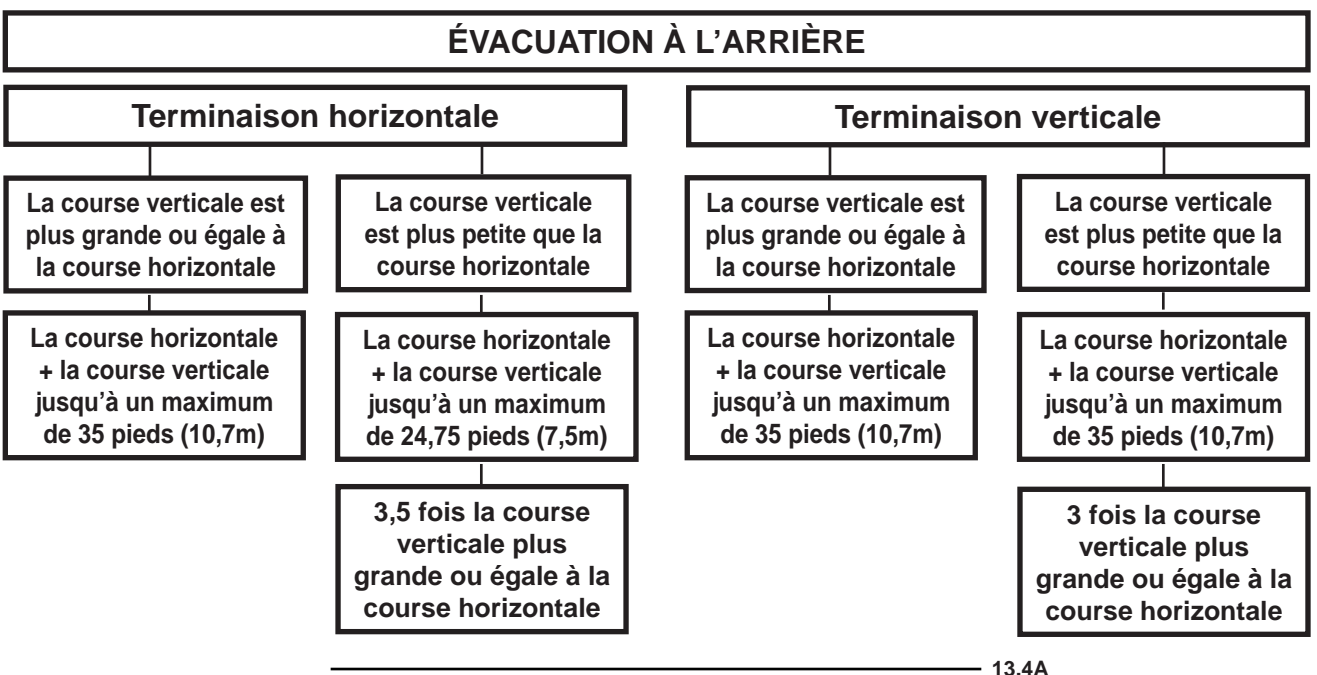 ÉVACUATION À L'ARRIÈRE
Terminaison horizontale
La course verticale est
plus grande ou égale à
la course horizontale
La course horizontale
+ la course verticale
jusqu'à un maximum
de 35 pieds (10,7m)
La course verticale
est plus petite que la
course horizontale
La course horizontale
+ la course verticale
jusqu'à un maximum
de 24,75 pieds (7,5m)
3,5 fois la course
verticale plus
grande ou égale à la
course horizontale
Terminaison verticale
La course verticale est
plus grande ou égale à
la course horizontale
La course horizontale
+ la course verticale
jusqu'à un maximum
de 35 pieds (10,7m)
La course verticale
est plus petite que la
course horizontale
La course horizontale
+ la course verticale
jusqu'à un maximum
de 35 pieds (10,7m)
3 fois la course
verticale plus
grande ou égale à la
course horizontale
13.4A